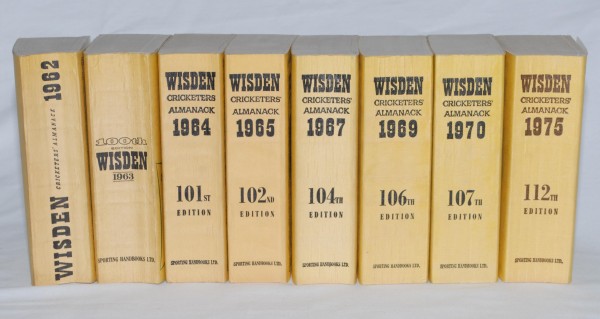 WISDEN CRICKETERS' ALMANACK 1962
100th
WISDEN
1963
SPORTING HANDBOOKS LTD.
WISDEN
CRICKETERS'
ALMANACK
1964
101ST
EDITION
SPORTING HANDBOOKS LTD.
WISDEN
CRICKETERS'
ALMANACK
1965
102ND
EDITION
SPORTING HANDBOOKS LTD.
WISDEN
CRICKETERS'
ALMANACK
1967
104TH
EDITION
SPORTING HANDBOOKS LTD.
WISDEN
CRICKETERS'
ALMANACK
1969
106TH
EDITION
SPORTING HANDBOOKS LTD.
WISDEN
CRICKETERS'
ALMANACK
1970
107TH
EDITION
SPORTING HANDBOOKS LTD.
WISDEN
CRICKETERS'
ALMANACK
1975
112TH
EDITION
SPORTING HANDBOOKS LTD.